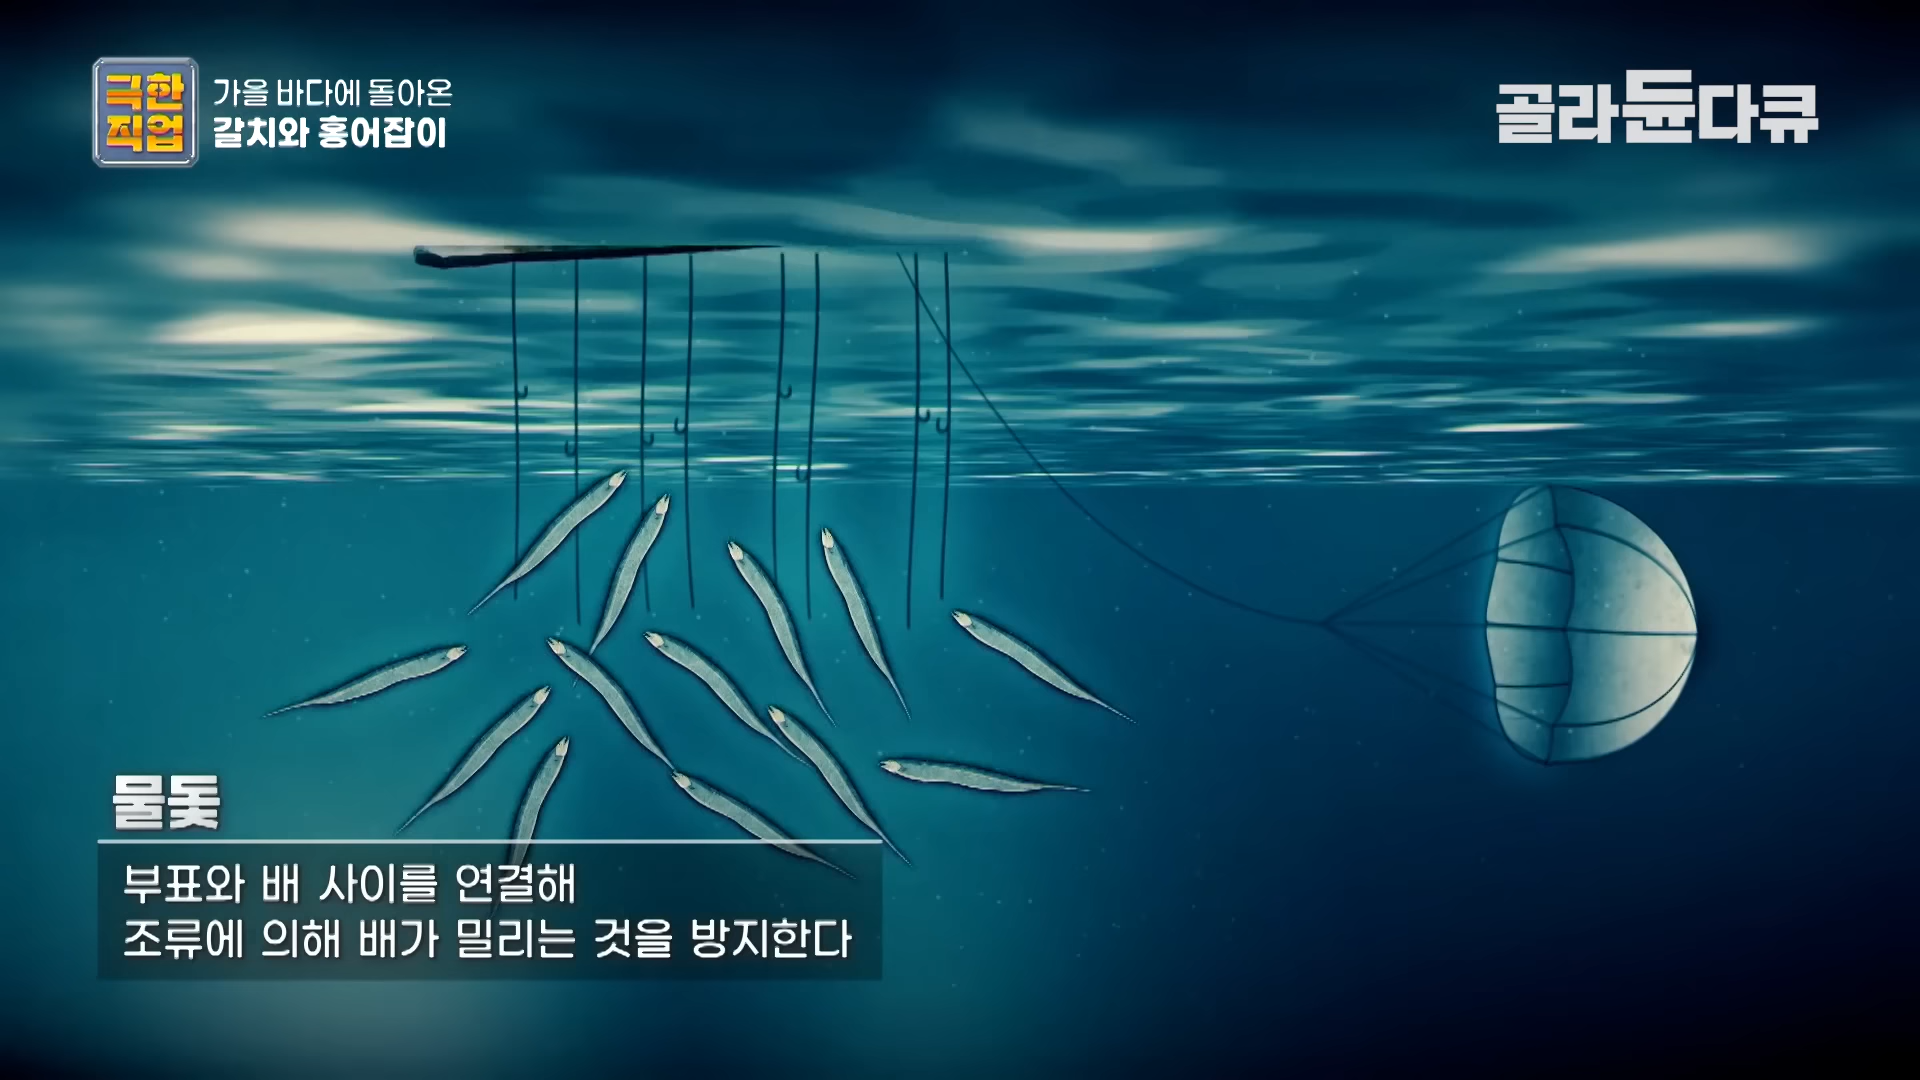 극한
직업
가을 바다에 돌아온
갈치와 홍어잡이
골라듄다큐
물돛
부표와 배 사이를 연결해
조류에 의해 배가 밀리는 것을 방지한다